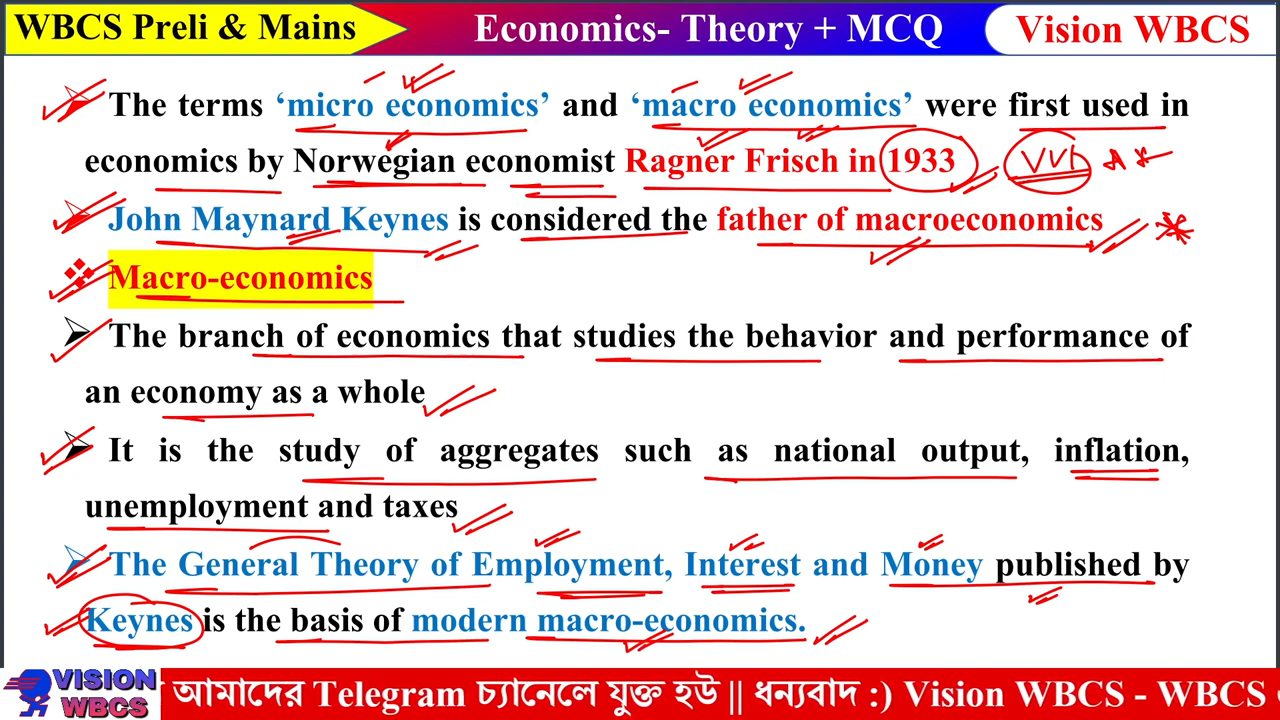 WBCS Preli & Mains
Economics- Theory + MCQ
Vision WBCS
The terms ‘micro economics’ and ‘macro economics’ were first used in
economics by Norwegian economist Ragner Frisch in 1933
VVI
John Maynard Keynes is considered the father of macroeconomics
Macro-economics
The branch of economics that studies the behavior and performance of
an economy as a whole
It is the study of aggregates such as national output, inflation,
unemployment and taxes
The General Theory of Employment, Interest and Money published by
Keynes is the basis of modern macro-economics.
VISION
WBCS
আমাদের Telegram চ্যানেলে যুক্ত হউ || ধন্যবাদ :) Vision WBCS - WBCS